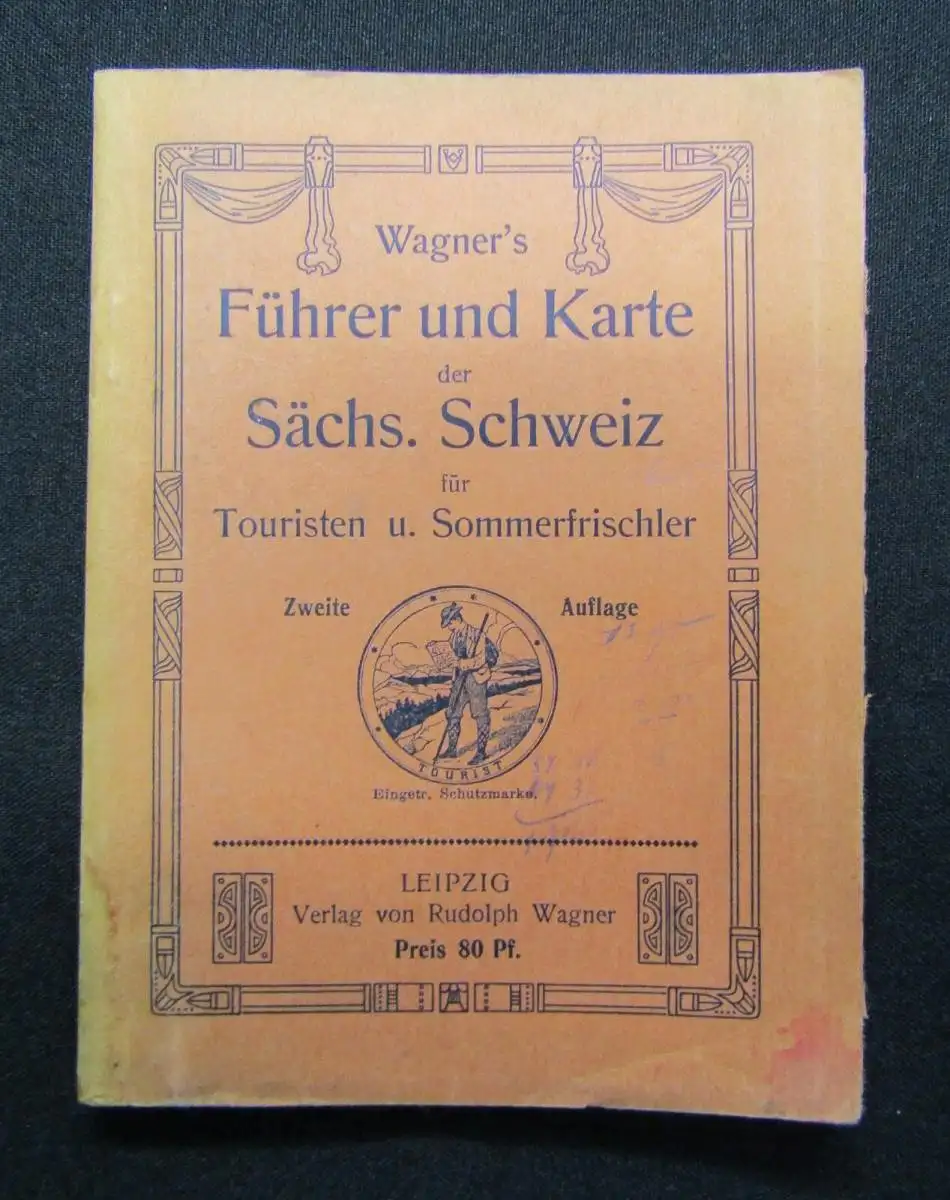 Wagner's
Führer und Karte
der
Sächs. Schweiz
für
Touristen u. Sommerfrischler
Zweite Auflage
TOURIST
Eingetr. Schutzmarke.
LEIPZIG
Verlag von Rudolph Wagner
Preis 80 Pf.